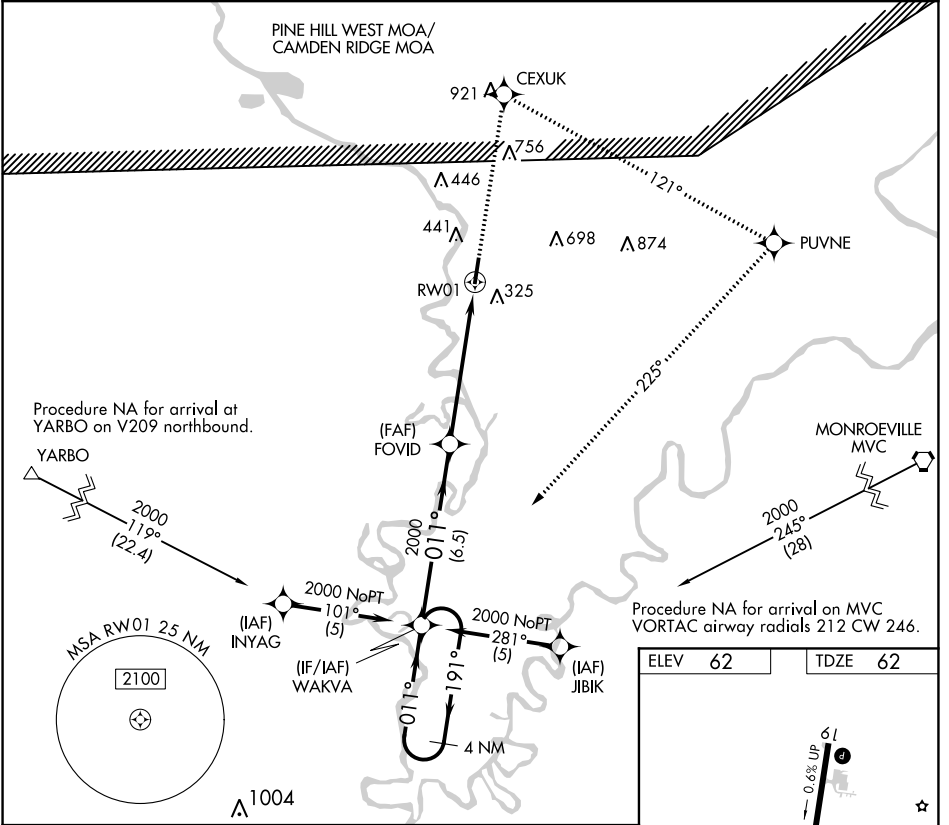 PINE HILL WEST MOA/
CAMDEN RIDGE MOA
CEXUK
921
756
446
121°
441
698
874
PUVNE
RW01
325
225°
Procedure NA for arrival at
YARBO on V209 northbound.
YARBO
(FAF)
FOVID
MONROEVILLE
MVC
2000
119°
(22.4)
2000
011°
(6.5)
2000
245°
(28)
2000 NoPT
101°
(5)
(IAF)
INYAG
2000 NoPT
281°
(5)
(IAF)
JIBIK
Procedure NA for arrival on MVC
VORTAC airway radials 212 CW 246.
MSA RW01 25 NM
2100
(IF/IAF)
WAKVA
011°
191°
4 NM
1004
ELEV 62
TDZE 62
19
0.6% UP
P